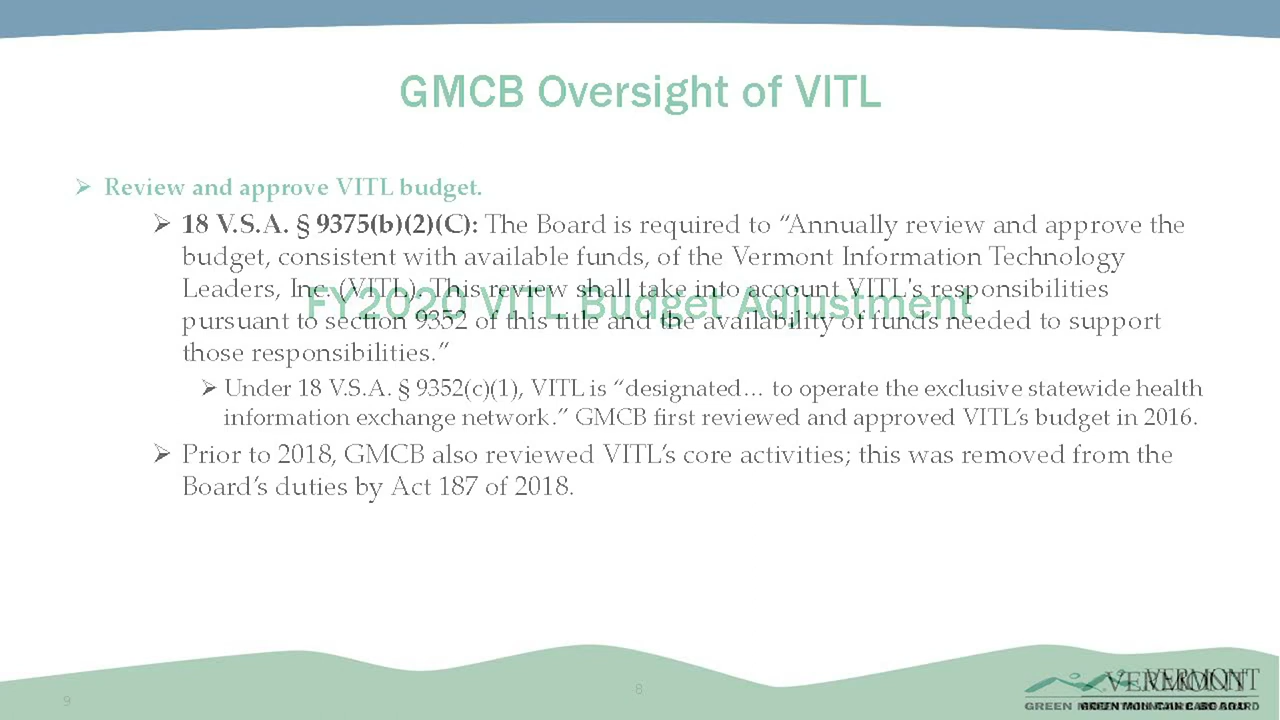 GMCB Oversight of VITL
➢ Review and approve VITL budget.
➢ 18 V.S.A. § 9375(b)(2)(C): The Board is required to “Annually review and approve the
budget, consistent with available funds, of the Vermont Information Technology
Leaders, Inc. (VITL). This review shall take into account VITL's responsibilities
FY2020 VITL Budget Adjustment
pursuant to section 9352 of this title and the availability of funds needed to support
those responsibilities.”
➢ Under 18 V.S.A. § 9352(c)(1), VITL is “designated… to operate the exclusive statewide health
information exchange network.” GMCB first reviewed and approved VITL’s budget in 2016.
➢ Prior to 2018, GMCB also reviewed VITL’s core activities; this was removed from the
Board’s duties by Act 187 of 2018.
9
8
VERMONT
GREEN MOUNTAIN CARE BOARD